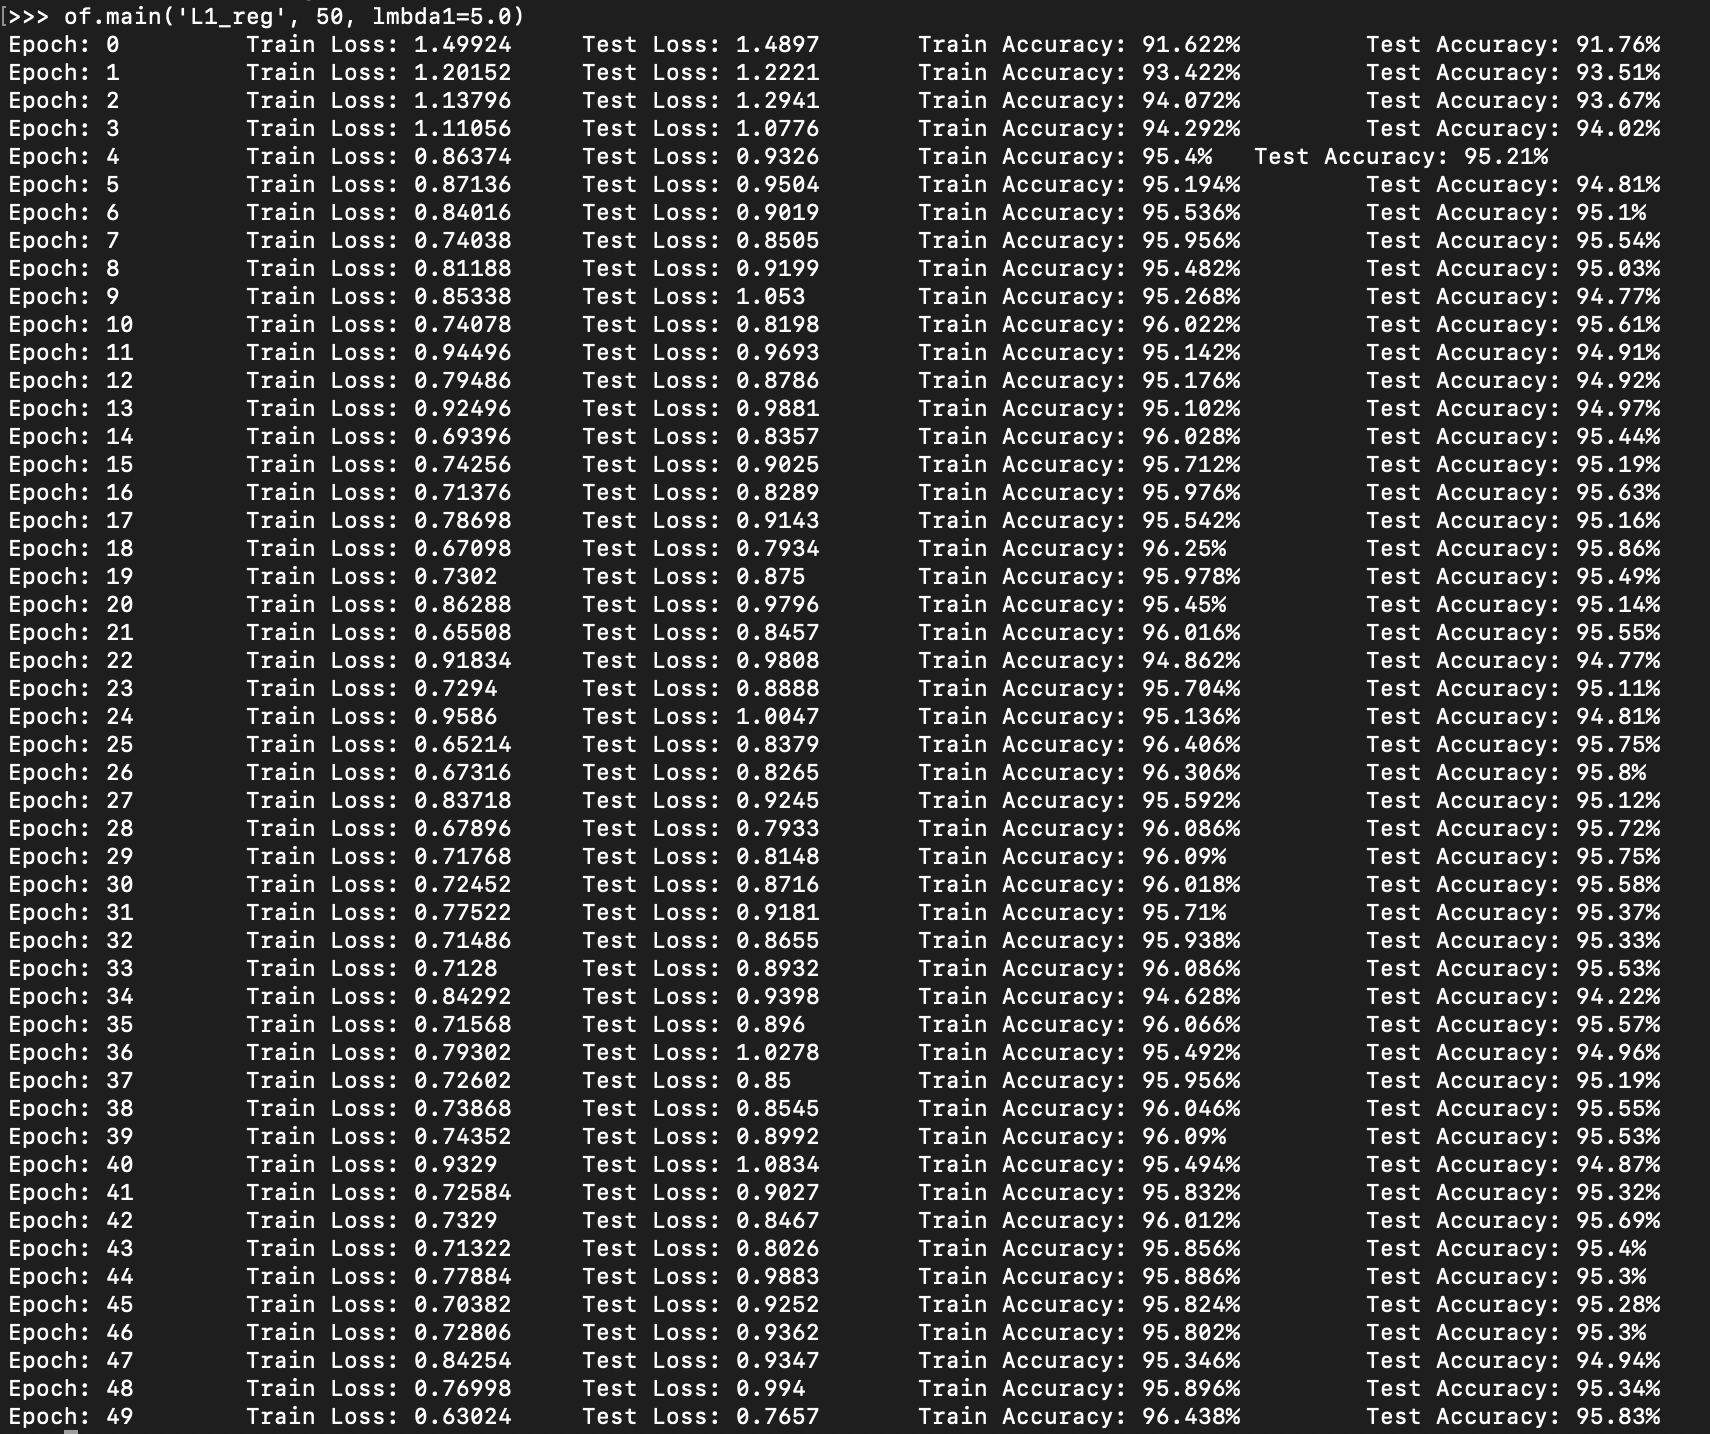 [>>> of.main('L1_reg', 50, lmbda1=5.0)
Epoch: 0 Train Loss: 1.49924 Test Loss: 1.4897 Train Accuracy: 91.622% Test Accuracy: 91.76%
Epoch: 1 Train Loss: 1.20152 Test Loss: 1.2221 Train Accuracy: 93.422% Test Accuracy: 93.51%
Epoch: 2 Train Loss: 1.13796 Test Loss: 1.2941 Train Accuracy: 94.072% Test Accuracy: 93.67%
Epoch: 3 Train Loss: 1.11056 Test Loss: 1.0776 Train Accuracy: 94.292% Test Accuracy: 94.02%
Epoch: 4 Train Loss: 0.86374 Test Loss: 0.9326 Train Accuracy: 95.4% Test Accuracy: 95.21%
Epoch: 5 Train Loss: 0.87136 Test Loss: 0.9504 Train Accuracy: 95.194% Test Accuracy: 94.81%
Epoch: 6 Train Loss: 0.84016 Test Loss: 0.9019 Train Accuracy: 95.536% Test Accuracy: 95.1%
Epoch: 7 Train Loss: 0.74038 Test Loss: 0.8505 Train Accuracy: 95.956% Test Accuracy: 95.54%
Epoch: 8 Train Loss: 0.81188 Test Loss: 0.9199 Train Accuracy: 95.482% Test Accuracy: 95.03%
Epoch: 9 Train Loss: 0.85338 Test Loss: 1.053 Train Accuracy: 95.268% Test Accuracy: 94.77%
Epoch: 10 Train Loss: 0.74078 Test Loss: 0.8198 Train Accuracy: 96.022% Test Accuracy: 95.61%
Epoch: 11 Train Loss: 0.94496 Test Loss: 0.9693 Train Accuracy: 95.142% Test Accuracy: 94.91%
Epoch: 12 Train Loss: 0.79486 Test Loss: 0.8786 Train Accuracy: 95.176% Test Accuracy: 94.92%
Epoch: 13 Train Loss: 0.92496 Test Loss: 0.9881 Train Accuracy: 95.102% Test Accuracy: 94.97%
Epoch: 14 Train Loss: 0.69396 Test Loss: 0.8357 Train Accuracy: 96.028% Test Accuracy: 95.44%
Epoch: 15 Train Loss: 0.74256 Test Loss: 0.9025 Train Accuracy: 95.712% Test Accuracy: 95.19%
Epoch: 16 Train Loss: 0.71376 Test Loss: 0.8289 Train Accuracy: 95.976% Test Accuracy: 95.63%
Epoch: 17 Train Loss: 0.78698 Test Loss: 0.9143 Train Accuracy: 95.542% Test Accuracy: 95.16%
Epoch: 18 Train Loss: 0.67098 Test Loss: 0.7934 Train Accuracy: 96.25% Test Accuracy: 95.86%
Epoch: 19 Train Loss: 0.7302 Test Loss: 0.875 Train Accuracy: 95.978% Test Accuracy: 95.49%
Epoch: 20 Train Loss: 0.86288 Test Loss: 0.9796 Train Accuracy: 95.45% Test Accuracy: 95.14%
Epoch: 21 Train Loss: 0.65508 Test Loss: 0.8457 Train Accuracy: 96.016% Test Accuracy: 95.55%
Epoch: 22 Train Loss: 0.91834 Test Loss: 0.9808 Train Accuracy: 94.862% Test Accuracy: 94.77%
Epoch: 23 Train Loss: 0.7294 Test Loss: 0.8888 Train Accuracy: 95.704% Test Accuracy: 95.11%
Epoch: 24 Train Loss: 0.9586 Test Loss: 1.0047 Train Accuracy: 95.136% Test Accuracy: 94.81%
Epoch: 25 Train Loss: 0.65214 Test Loss: 0.8379 Train Accuracy: 96.406% Test Accuracy: 95.75%
Epoch: 26 Train Loss: 0.67316 Test Loss: 0.8265 Train Accuracy: 96.306% Test Accuracy: 95.8%
Epoch: 27 Train Loss: 0.83718 Test Loss: 0.9245 Train Accuracy: 95.592% Test Accuracy: 95.12%
Epoch: 28 Train Loss: 0.67896 Test Loss: 0.7933 Train Accuracy: 96.086% Test Accuracy: 95.72%
Epoch: 29 Train Loss: 0.71768 Test Loss: 0.8148 Train Accuracy: 96.09% Test Accuracy: 95.75%
Epoch: 30 Train Loss: 0.72452 Test Loss: 0.8716 Train Accuracy: 96.018% Test Accuracy: 95.58%
Epoch: 31 Train Loss: 0.77522 Test Loss: 0.9181 Train Accuracy: 95.71% Test Accuracy: 95.37%
Epoch: 32 Train Loss: 0.71486 Test Loss: 0.8655 Train Accuracy: 95.938% Test Accuracy: 95.33%
Epoch: 33 Train Loss: 0.7128 Test Loss: 0.8932 Train Accuracy: 96.086% Test Accuracy: 95.53%
Epoch: 34 Train Loss: 0.84292 Test Loss: 0.9398 Train Accuracy: 94.628% Test Accuracy: 94.22%
Epoch: 35 Train Loss: 0.71568 Test Loss: 0.896 Train Accuracy: 96.066% Test Accuracy: 95.57%
Epoch: 36 Train Loss: 0.79302 Test Loss: 1.0278 Train Accuracy: 95.492% Test Accuracy: 94.96%
Epoch: 37 Train Loss: 0.72602 Test Loss: 0.85 Train Accuracy: 95.956% Test Accuracy: 95.19%
Epoch: 38 Train Loss: 0.73868 Test Loss: 0.8545 Train Accuracy: 96.046% Test Accuracy: 95.55%
Epoch: 39 Train Loss: 0.74352 Test Loss: 0.8992 Train Accuracy: 96.09% Test Accuracy: 95.53%
Epoch: 40 Train Loss: 0.9329 Test Loss: 1.0834 Train Accuracy: 95.494% Test Accuracy: 94.87%
Epoch: 41 Train Loss: 0.72584 Test Loss: 0.9027 Train Accuracy: 95.832% Test Accuracy: 95.32%
Epoch: 42 Train Loss: 0.7329 Test Loss: 0.8467 Train Accuracy: 96.012% Test Accuracy: 95.69%
Epoch: 43 Train Loss: 0.71322 Test Loss: 0.8026 Train Accuracy: 95.856% Test Accuracy: 95.4%
Epoch: 44 Train Loss: 0.77884 Test Loss: 0.9883 Train Accuracy: 95.886% Test Accuracy: 95.3%
Epoch: 45 Train Loss: 0.70382 Test Loss: 0.9252 Train Accuracy: 95.824% Test Accuracy: 95.28%
Epoch: 46 Train Loss: 0.72806 Test Loss: 0.9362 Train Accuracy: 95.802% Test Accuracy: 95.3%
Epoch: 47 Train Loss: 0.84254 Test Loss: 0.9347 Train Accuracy: 95.346% Test Accuracy: 94.94%
Epoch: 48 Train Loss: 0.76998 Test Loss: 0.994 Train Accuracy: 95.896% Test Accuracy: 95.34%
Epoch: 49 Train Loss: 0.63024 Test Loss: 0.7657 Train Accuracy: 96.438% Test Accuracy: 95.83%